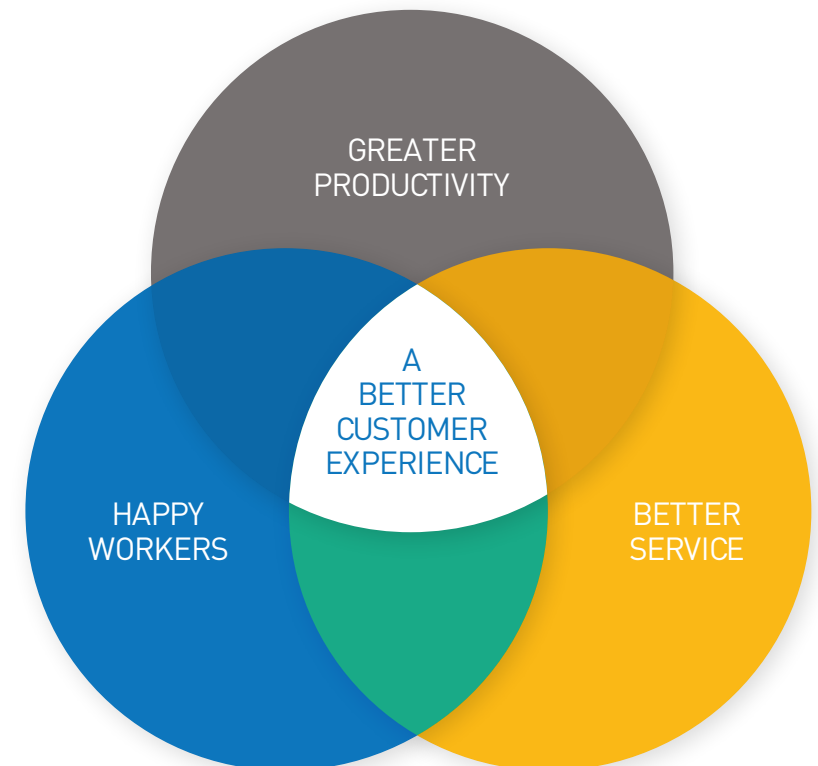 GREATER
PRODUCTIVITY
A
BETTER
CUSTOMER
EXPERIENCE
HAPPY
WORKERS
BETTER
SERVICE